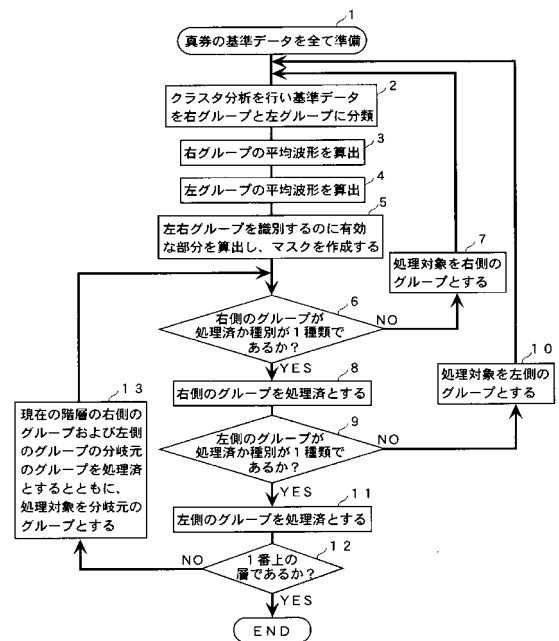 1
真券の基準データを全て準備
2
クラスタ分析を行い基準データ
を右グループと左グループに分類
3
右グループの平均波形を算出
4
左グループの平均波形を算出
5
左右グループを識別するのに有効
な部分を算出し、マスクを作成する
7
処理対象を右側の
グループとする
6
右側のグループが
処理済か種別が1種類で
あるか?
NO
YES
8
右側のグループを処理済とする
10
処理対象を左側の
グループとする
9
左側のグループが
処理済か種別が1種類で
あるか?
NO
YES
11
左側のグループを処理済とする
12
1番上の
層であるか?
NO
YES
13
現在の階層の右側の
グループおよび左側
のグループの分岐元
のグループを処理済
とするとともに、
処理対象を分岐元の
グループとする
END